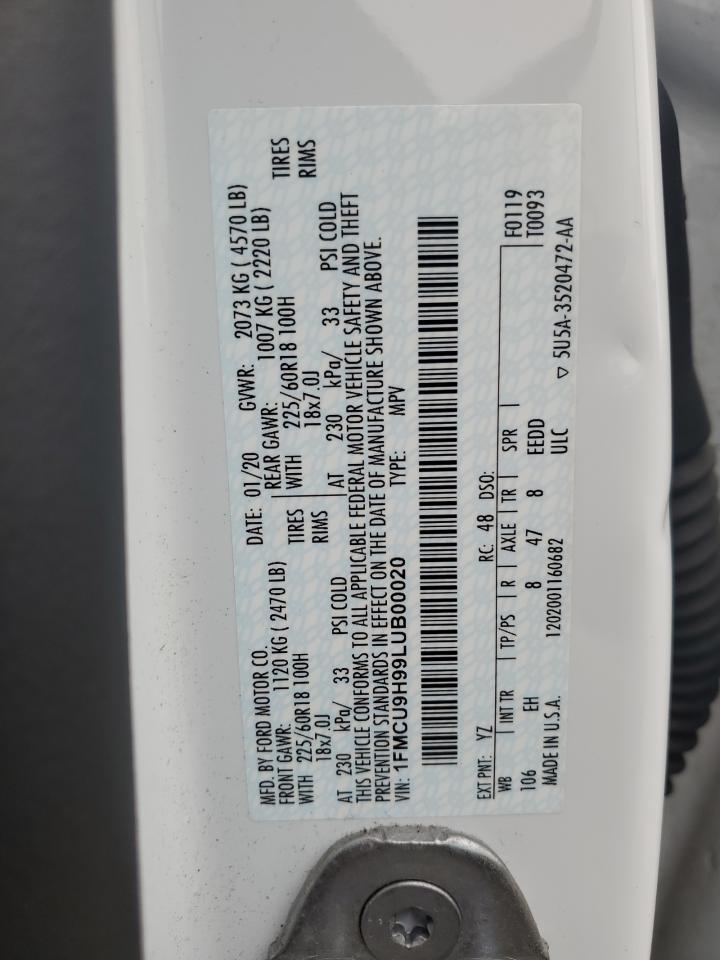 MFD. BY FORD MOTOR CO. DATE: 01/20 GVWR: 2073 KG ( 4570 LB)
FRONT GAWR: 1120 KG ( 2470 LB) REAR GAWR: 1007 KG ( 2220 LB)
WITH 225/60R18 100H TIRES WITH 225/60R18 100H TIRES
18x7.0J RIMS 18x7.0J RIMS
AT 230 kPa/ 33 PSI COLD AT 230 kPa/ 33 PSI COLD
THIS VEHICLE CONFORMS TO ALL APPLICABLE FEDERAL MOTOR VEHICLE SAFETY AND THEFT
PREVENTION STANDARDS IN EFFECT ON THE DATE OF MANUFACTURE SHOWN ABOVE.
VIN: 1FMCU9H99LUB00020 TYPE: MPV
EXT PNT: YZ RC: 48 DSO: F0119
WB INT TR TP/PS R AXLE TR SPR T0093
106 EH 8 47 8 EEDD
MADE IN U.S.A. 1202001160682 ULC ▽ 5U5A-3520472-AA